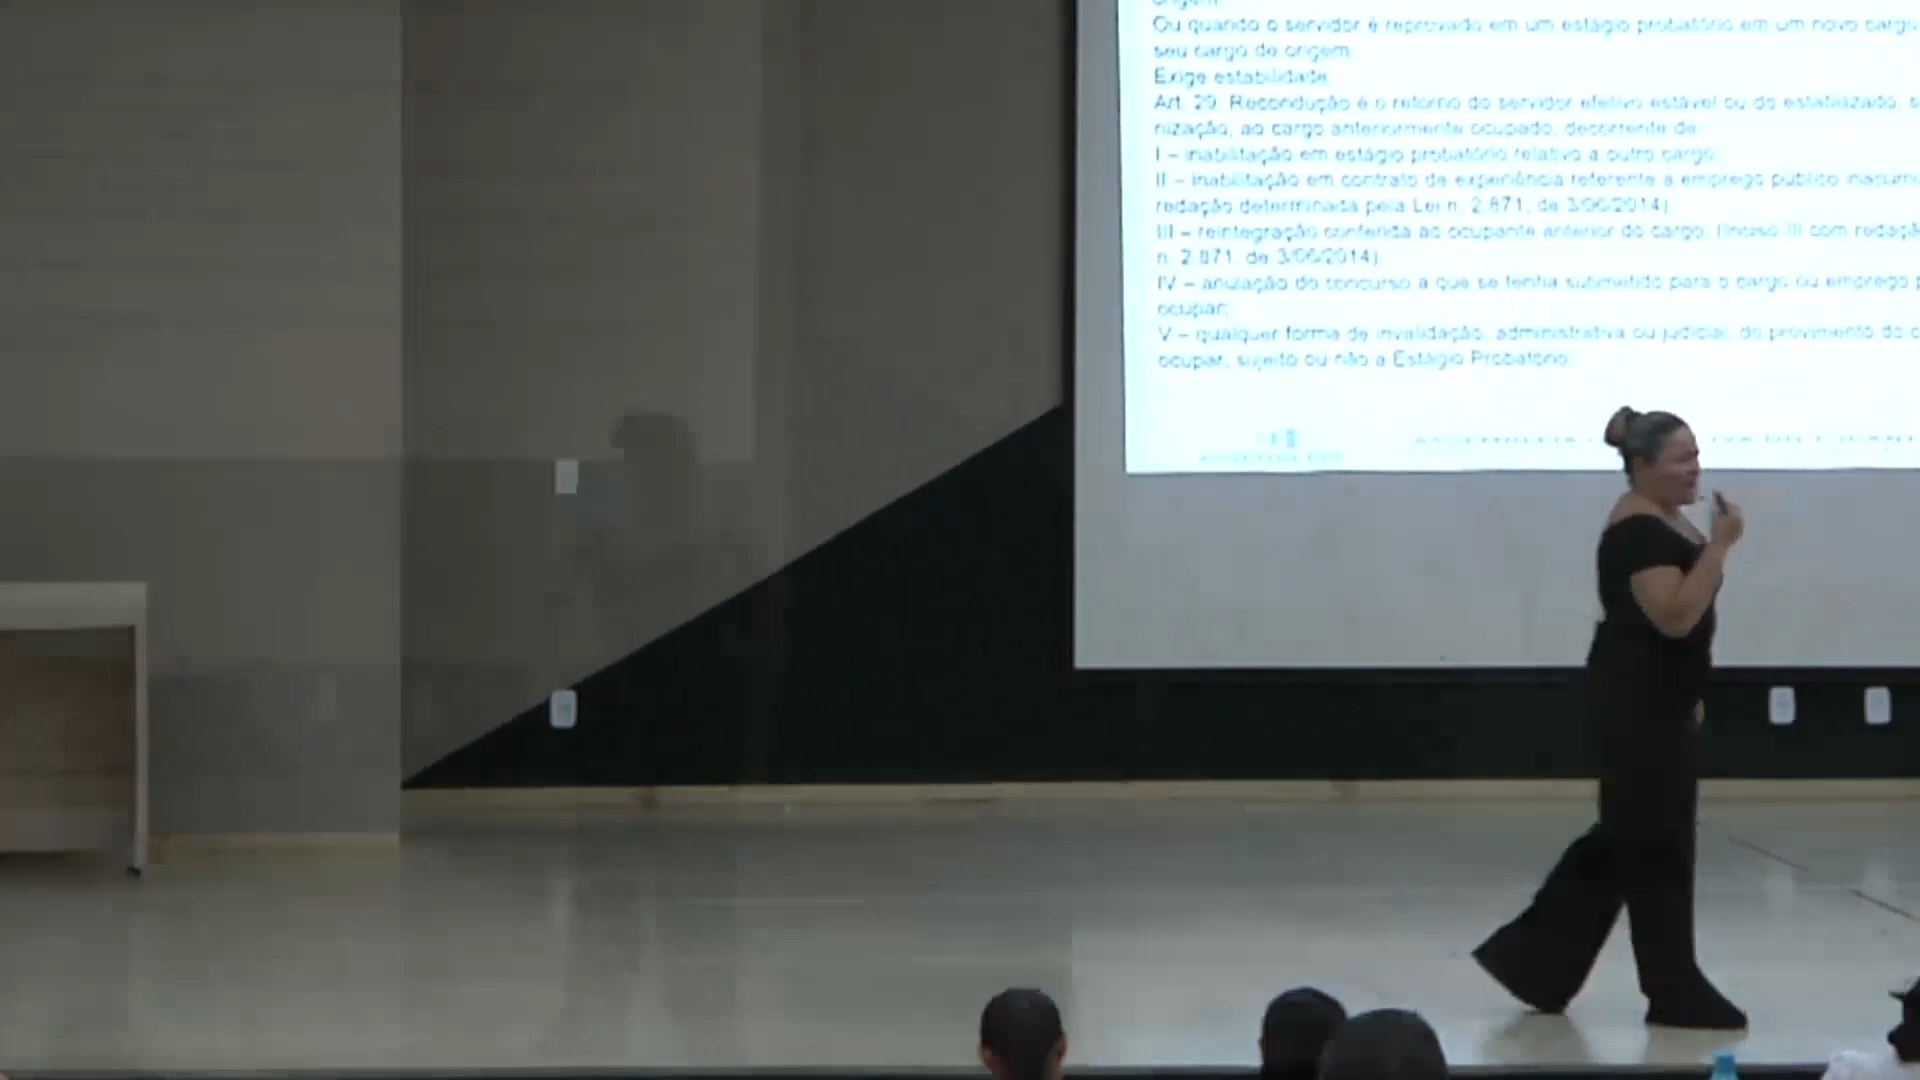 origem.
Ou quando o servidor é reprovado em um estágio probatório em um novo cargo
seu cargo de origem.
Exige estabilidade.
Art. 29. Recondução é o retorno do servidor efetivo estável ou do estabilizado, s
nização, ao cargo anteriormente ocupado, decorrente de:
I – inabilitação em estágio probatório relativo a outro cargo;
II – inabilitação em contrato de experiência referente a emprego público inacumu
redação determinada pela Lei n. 2.871, de 3/06/2014)
III – reintegração conferida ao ocupante anterior do cargo; (Inciso III com redaçã
n. 2.871, de 3/06/2014)
IV – anulação do concurso a que se tenha submetido para o cargo ou emprego p
ocupar;
V – qualquer forma de invalidação, administrativa ou judicial, do provimento do c
ocupar, sujeito ou não a Estágio Probatório;